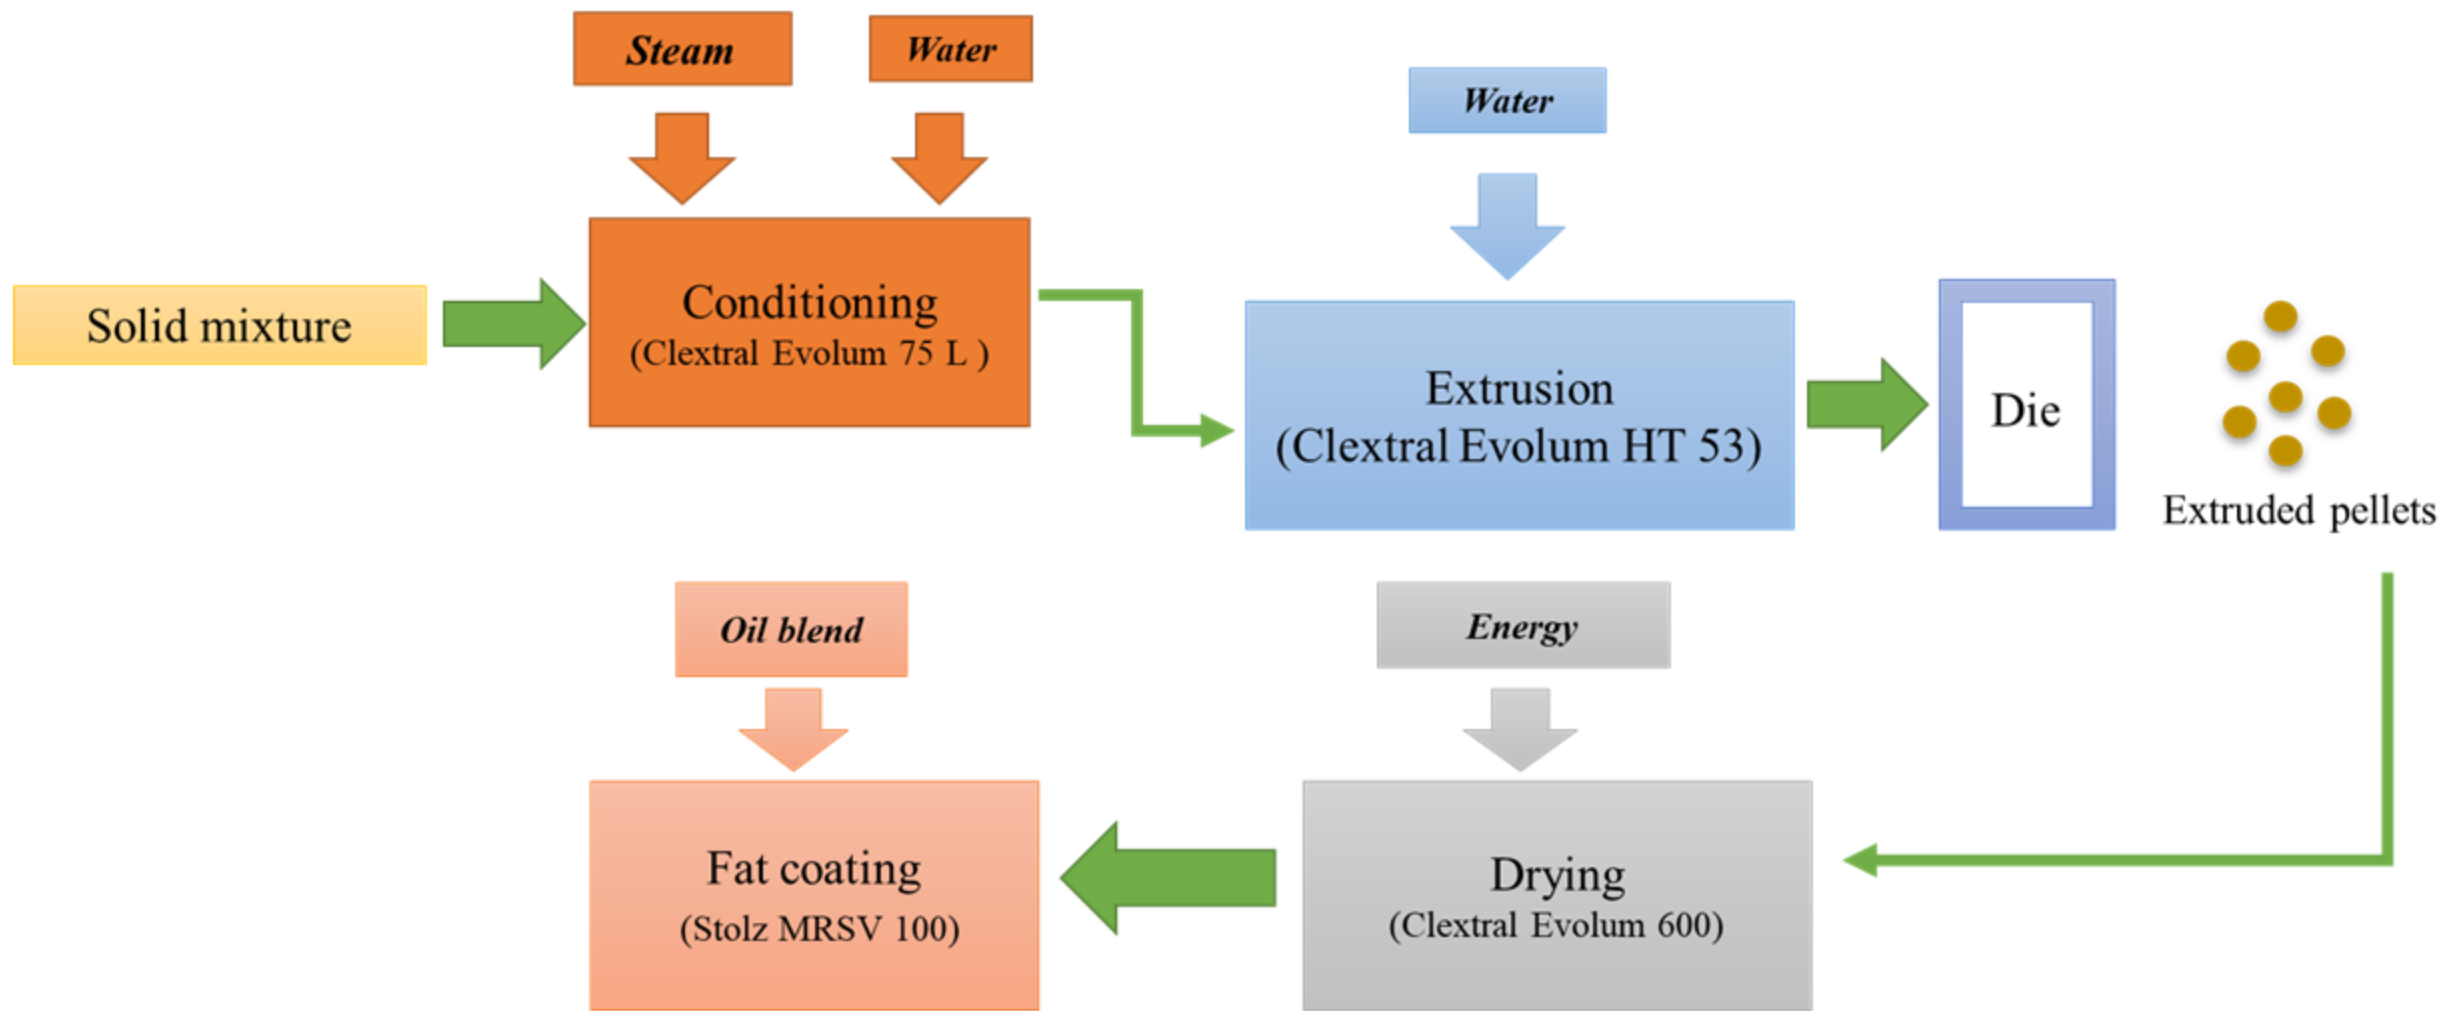 Steam
Water
Water
Solid mixture
Conditioning
(Clextral Evolum 75 L )
Extrusion
(Clextral Evolum HT 53)
Die
Extruded pellets
Oil blend
Energy
Fat coating
(Stolz MRSV 100)
Drying
(Clextral Evolum 600)